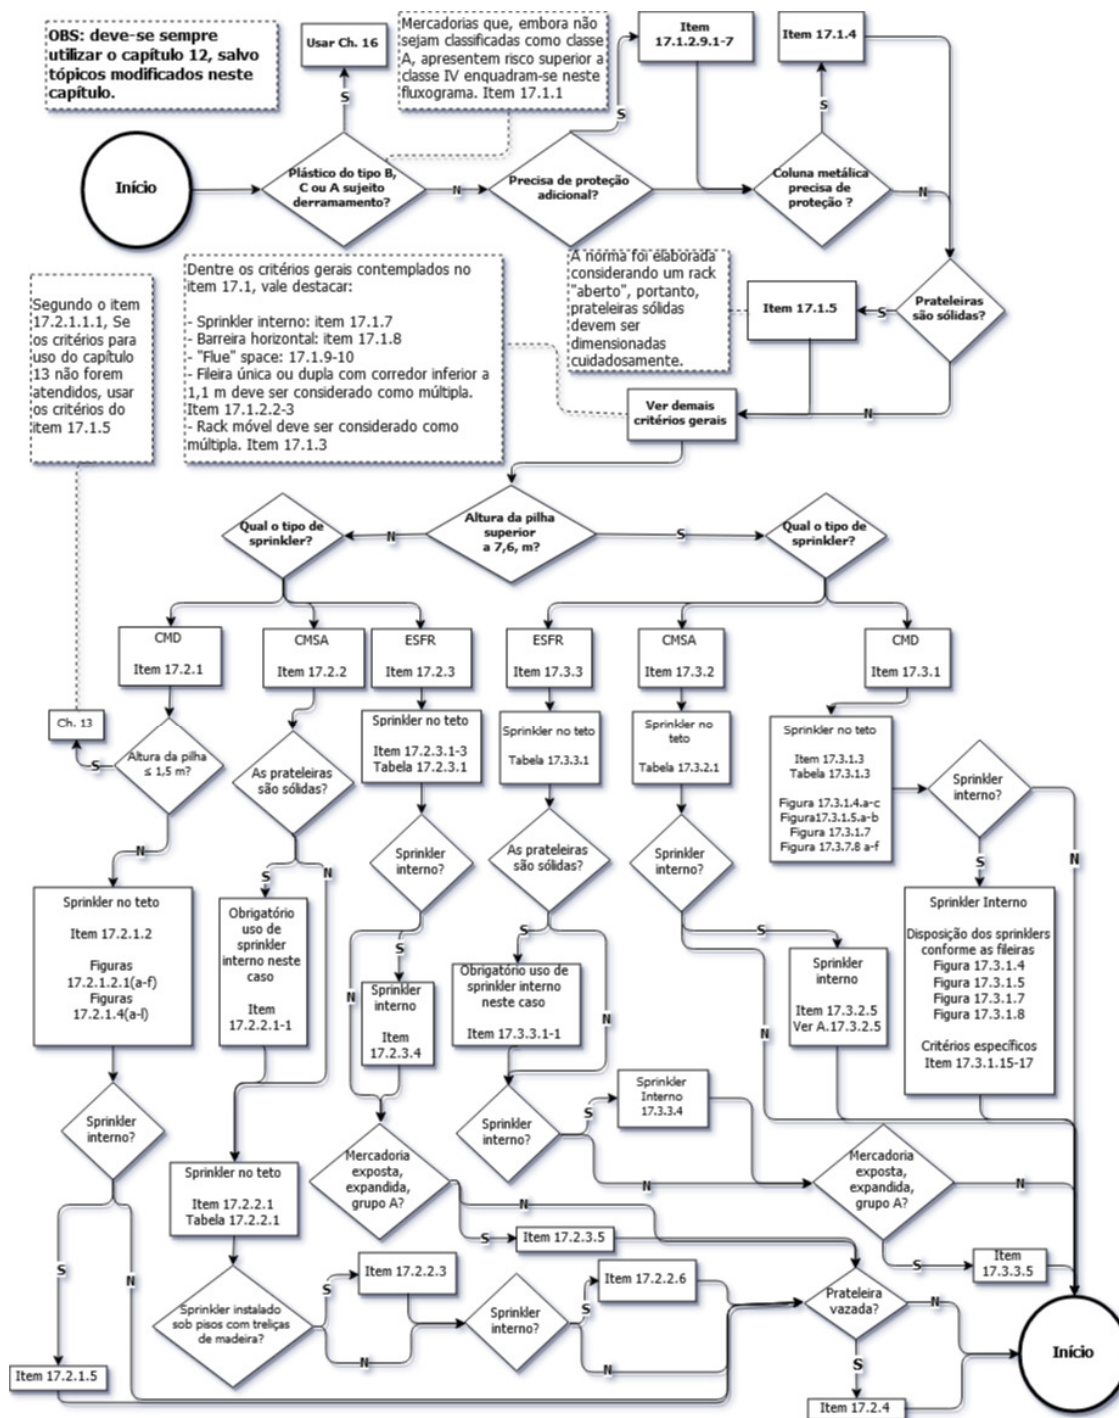 OBS: deve-se sempre
utilizar o capítulo 12, salvo
tópicos modificados neste
capítulo.
Usar Ch. 16
Mercadorias que, embora não
sejam classificadas como classe
A, apresentem risco superior a
classe IV enquadram-se neste
fluxograma. Item 17.1.1
Item
17.1.2.9.1-7
Item 17.1.4
S
S
S
Início
Plástico do tipo B,
C ou A sujeito
derramamento?
N
Precisa de proteção
adicional?
Coluna metálica
precisa de
proteção ?
N
Segundo o item
17.2.1.1.1, Se
os critérios para
uso do capítulo
13 não forem
atendidos, usar
os critérios do
item 17.1.5
Dentre os critérios gerais contemplados no
item 17.1, vale destacar:
- Sprinkler interno: item 17.1.7
- Barreira horizontal: item 17.1.8
- "Flue" space: 17.1.9-10
- Fileira única ou dupla com corredor inferior a
1,1 m deve ser considerado como múltipla.
Item 17.1.2.2-3
- Rack móvel deve ser considerado como
múltipla. Item 17.1.3
A norma foi elaborada
considerando um rack
"aberto", portanto,
prateleiras sólidas
devem ser
dimensionadas
cuidadosamente.
Item 17.1.5
S
Prateleiras
são sólidas?
N
Ver demais
critérios gerais
Qual o tipo de
sprinkler?
N
Altura da pilha
superior
a 7,6, m?
S
Qual o tipo de
sprinkler?
CMD
Item 17.2.1
CMSA
Item 17.2.2
ESFR
Item 17.2.3
ESFR
Item 17.3.3
CMSA
Item 17.3.2
CMD
Item 17.3.1
Ch. 13
S
Altura da pilha
≤ 1,5 m?
N
As prateleiras
são sólidas?
S
N
Sprinkler no teto
Item 17.2.3.1-3
Tabela 17.2.3.1
Sprinkler no teto
Tabela 17.3.3.1
Sprinkler no
teto
Tabela 17.3.2.1
Sprinkler no teto
Item 17.3.1.3
Tabela 17.3.1.3
Figura 17.3.1.4.a-c
Figura17.3.1.5.a-b
Figura 17.3.1.7
Figura 17.3.7.8 a-f
Sprinkler
interno?
S
N
Sprinkler
interno?
S
N
As prateleiras
são sólidas?
S
N
Sprinkler
interno?
S
N
Sprinkler no teto
Item 17.2.1.2
Figuras
17.2.1.2.1(a-f)
Figuras
17.2.1.4(a-l)
Obrigatório
uso de
sprinkler
interno neste
caso
Item
17.2.2.1-1
Sprinkler
interno
Item
17.2.3.4
Obrigatório uso de
sprinkler interno
neste caso
Item 17.3.3.1-1
Sprinkler
interno
Item 17.3.2.5
Ver A.17.3.2.5
Sprinkler Interno
Disposição dos sprinklers
conforme as fileiras
Figura 17.3.1.4
Figura 17.3.1.5
Figura 17.3.1.7
Figura 17.3.1.8
Critérios específicos
Item 17.3.1.15-17
Sprinkler
interno?
S
N
Sprinkler no teto
Item 17.2.2.1
Tabela 17.2.2.1
Mercadoria
exposta,
expandida,
grupo A?
N
S
Item 17.2.3.5
Sprinkler
interno?
S
N
Sprinkler
Interno
17.3.3.4
Mercadoria
exposta,
expandida,
grupo A?
N
S
Item
17.3.3.5
Sprinkler instalado
sob pisos com treliças
de madeira?
S
N
Item 17.2.2.3
Sprinkler
interno?
S
N
Item 17.2.2.6
Prateleira
vazada?
N
S
Início
Item 17.2.1.5
Item 17.2.4